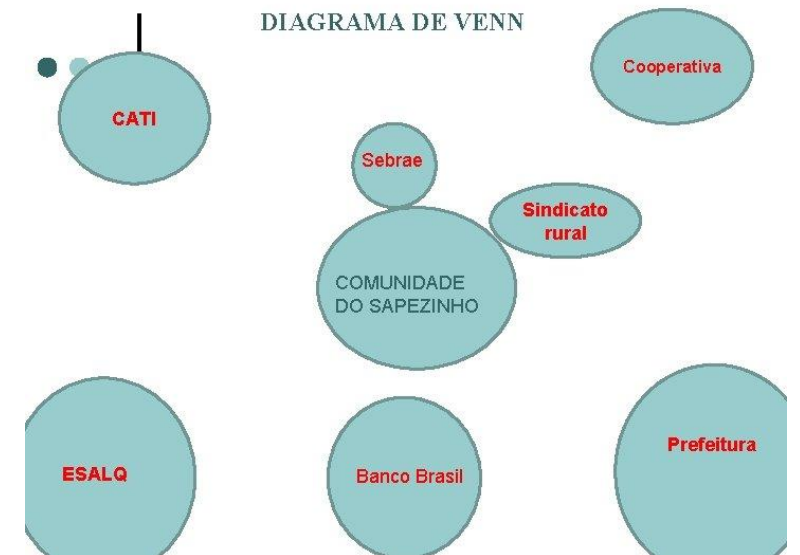 DIAGRAMA DE VENN
Cooperativa
CATI
Sebrae
Sindicato
rural
COMUNIDADE
DO SAPEZINHO
Prefeitura
ESALQ
Banco Brasil